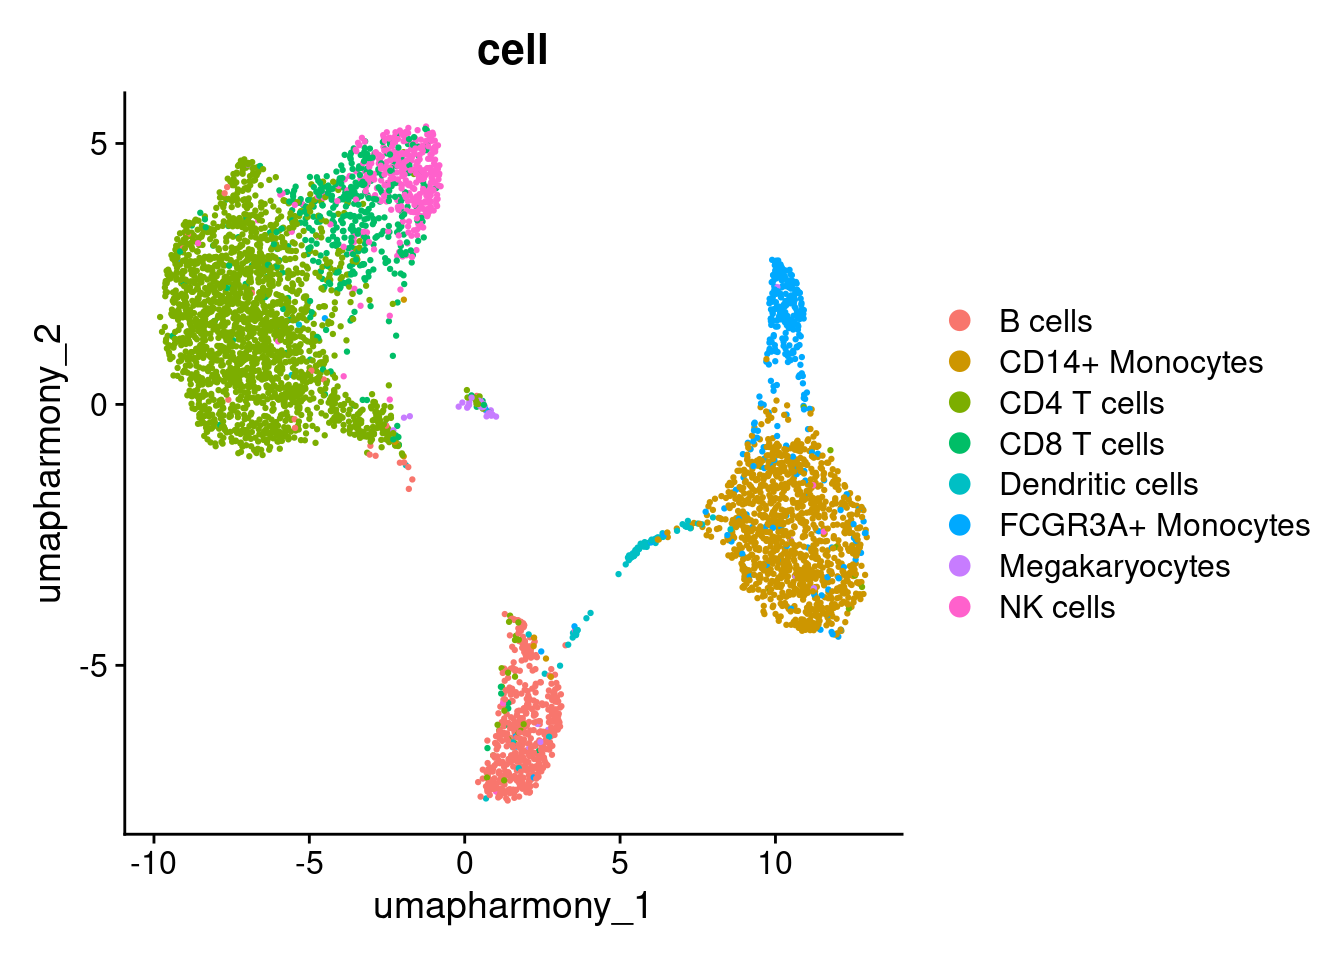 cell
5
0
-5
umapharmony_2
-10
-5
0
5
10
umapharmony_1
B cells
CD14+ Monocytes
CD4 T cells
CD8 T cells
Dendritic cells
FCGR3A+ Monocytes
Megakaryocytes
NK cells